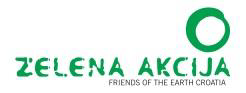 ZELENA AKCIJA
FRIENDS OF THE EARTH CROATIA